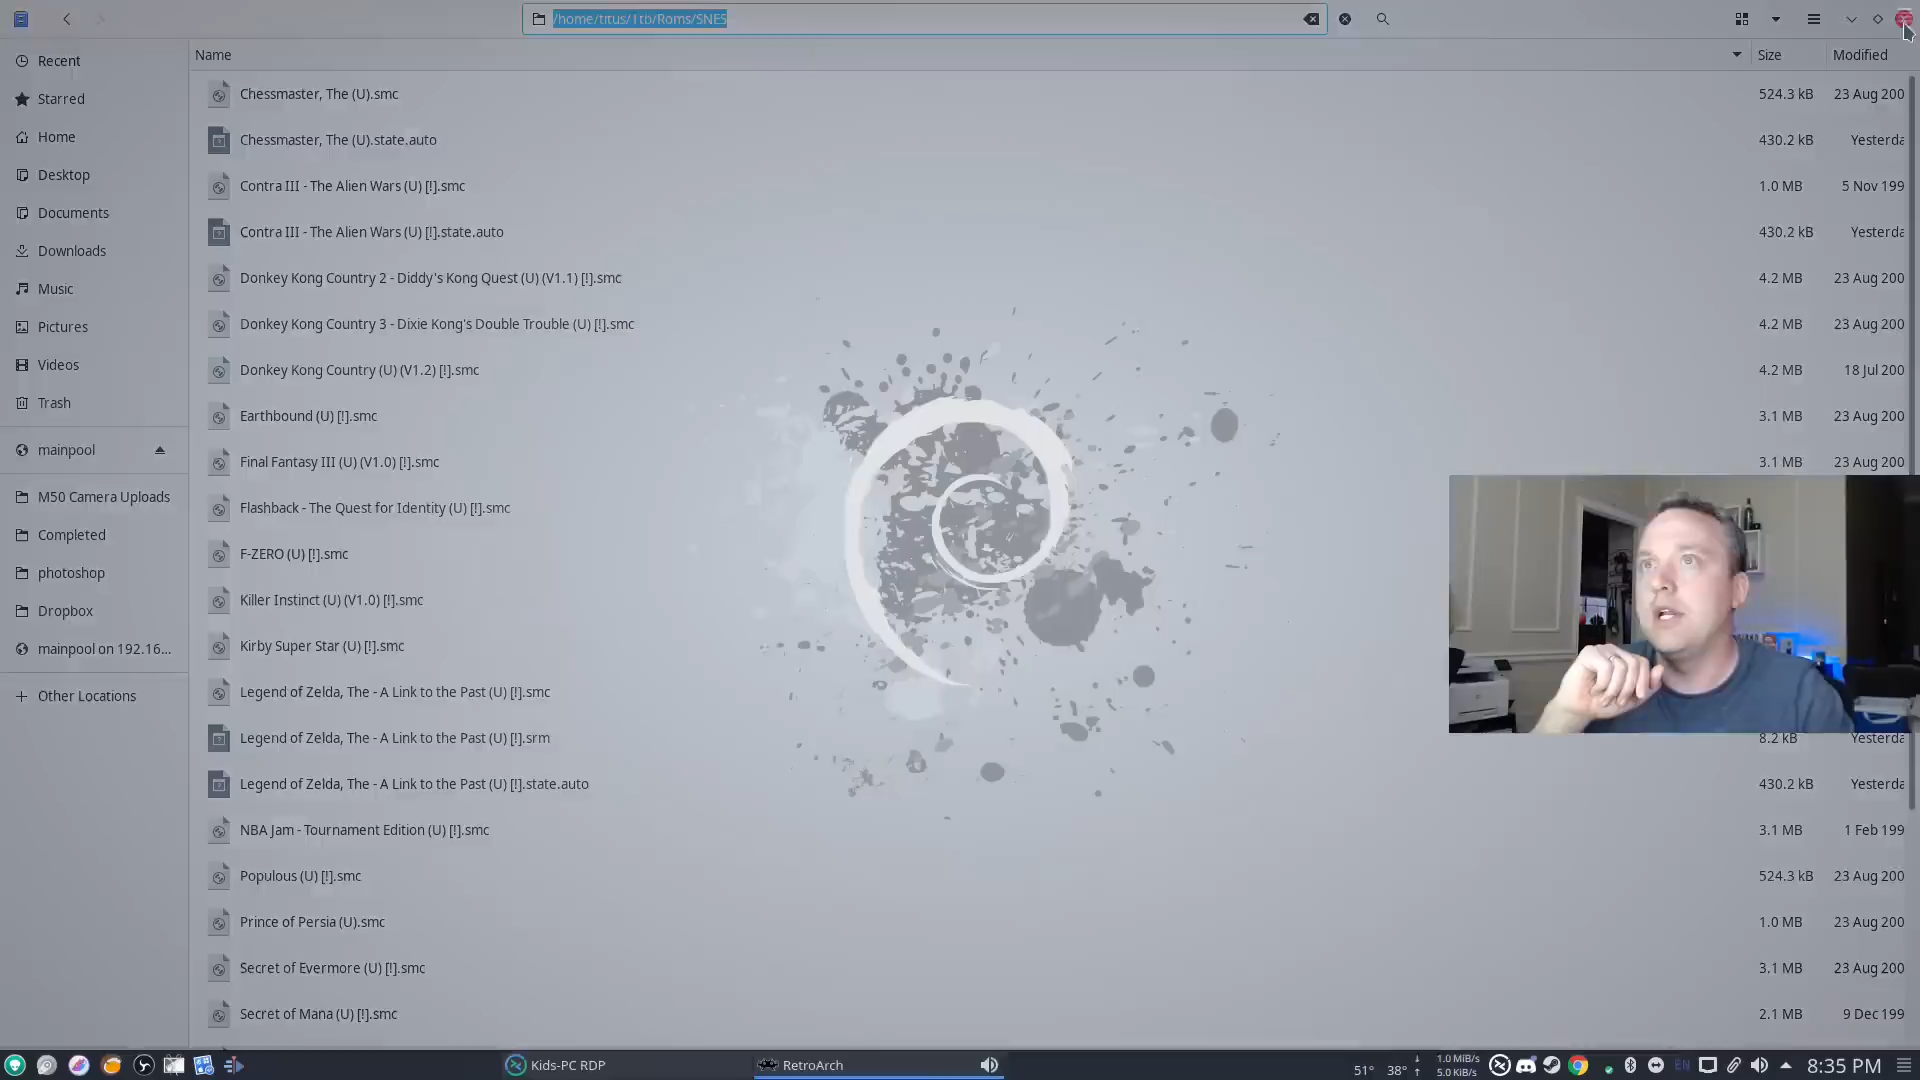 /home/titus/1tb/Roms/SNES
Name Size Modified
Recent
Starred
Home
Desktop
Documents
Downloads
Music
Pictures
Videos
Trash
mainpool
M50 Camera Uploads
Completed
photoshop
Dropbox
mainpool on 192.16...
Other Locations
Chessmaster, The (U).smc 524.3 kB 23 Aug 200
Chessmaster, The (U).state.auto 430.2 kB Yesterda
Contra III - The Alien Wars (U) [!].smc 1.0 MB 5 Nov 199
Contra III - The Alien Wars (U) [!].state.auto 430.2 kB Yesterda
Donkey Kong Country 2 - Diddy's Kong Quest (U) (V1.1) [!].smc 4.2 MB 23 Aug 200
Donkey Kong Country 3 - Dixie Kong's Double Trouble (U) [!].smc 4.2 MB 23 Aug 200
Donkey Kong Country (U) (V1.2) [!].smc 4.2 MB 18 Jul 200
Earthbound (U) [!].smc 3.1 MB 23 Aug 200
Final Fantasy III (U) (V1.0) [!].smc 3.1 MB 23 Aug 200
Flashback - The Quest for Identity (U) [!].smc
F-ZERO (U) [!].smc
Killer Instinct (U) (V1.0) [!].smc
Kirby Super Star (U) [!].smc
Legend of Zelda, The - A Link to the Past (U) [!].smc
Legend of Zelda, The - A Link to the Past (U) [!].srm 8.2 kB Yesterda
Legend of Zelda, The - A Link to the Past (U) [!].state.auto 430.2 kB Yesterda
NBA Jam - Tournament Edition (U) [!].smc 3.1 MB 1 Feb 199
Populous (U) [!].smc 524.3 kB 23 Aug 200
Prince of Persia (U).smc 1.0 MB 23 Aug 200
Secret of Evermore (U) [!].smc 3.1 MB 23 Aug 200
Secret of Mana (U) [!].smc 2.1 MB 9 Dec 199
Kids-PC RDP RetroArch 51° 38° 1.0 MiB/s 5.0 KiB/s EN 8:35 PM